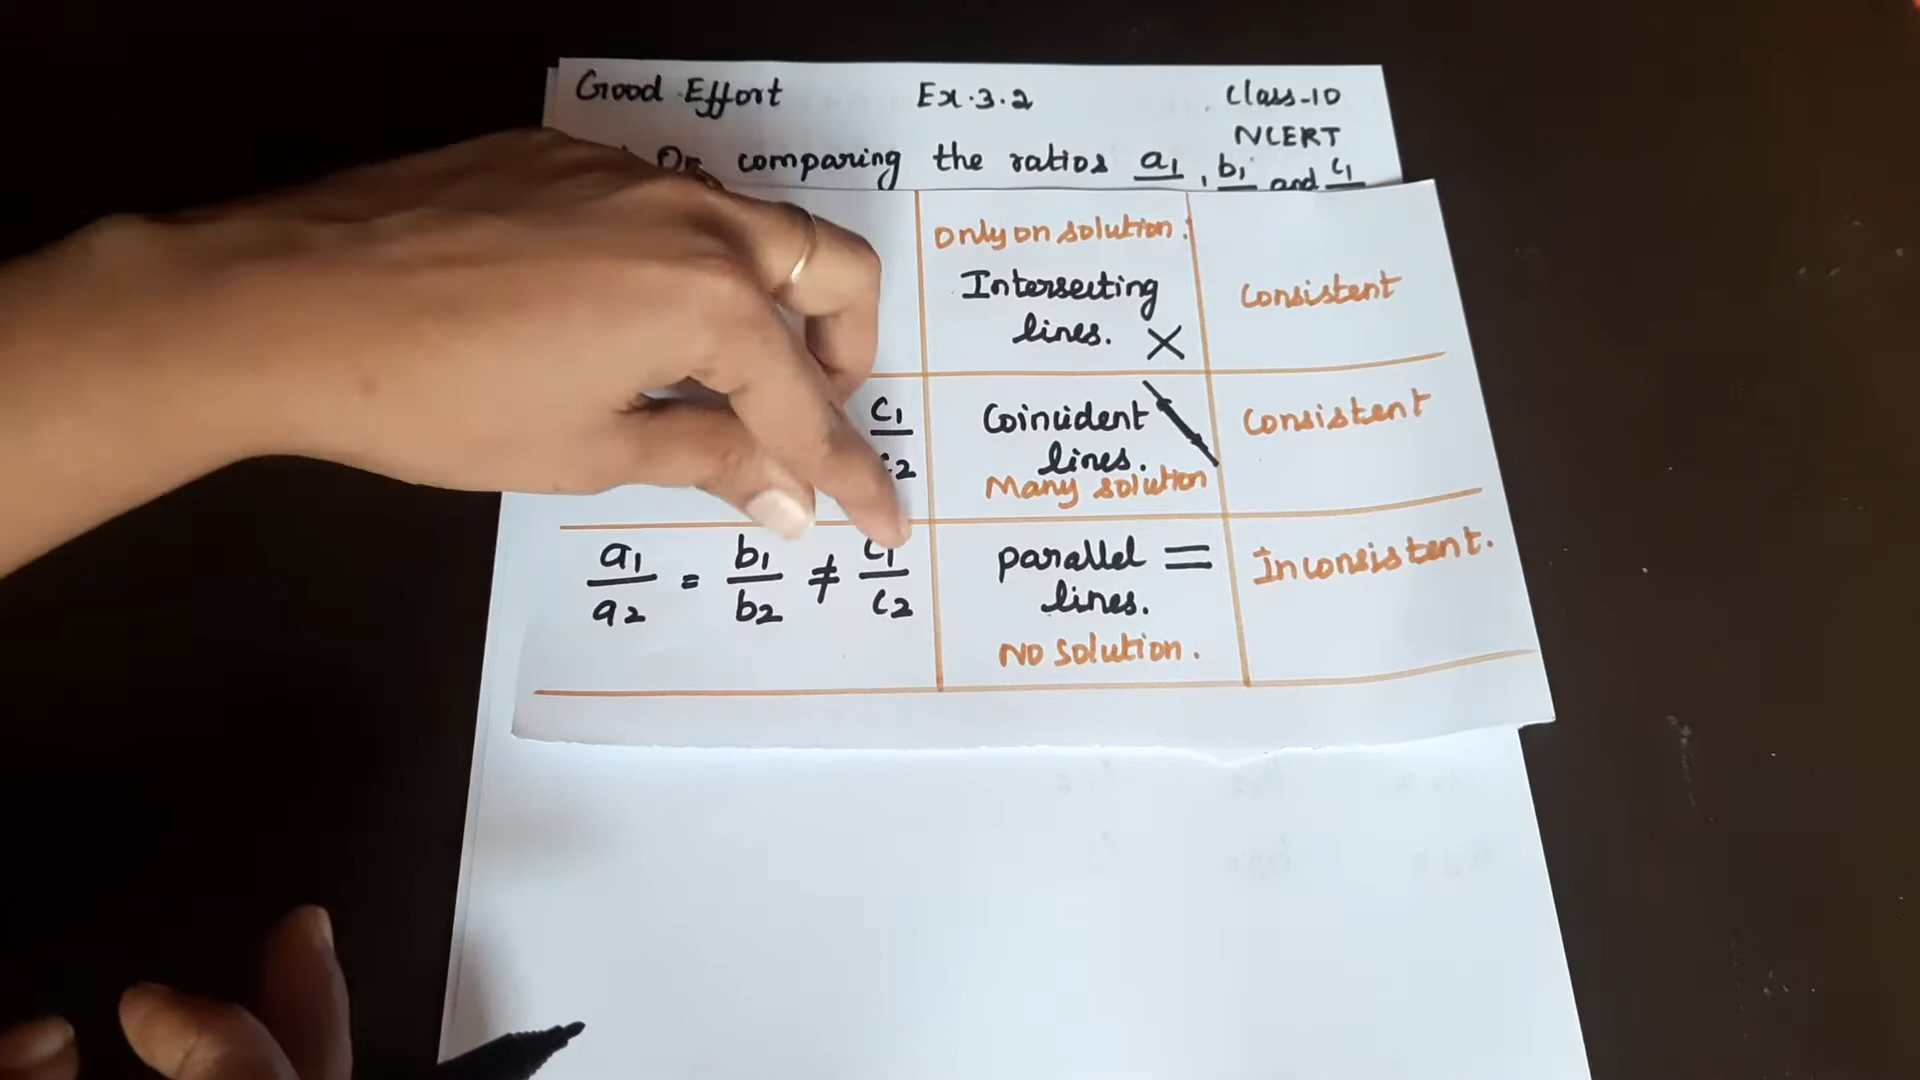 Good Effort Ex.3.2 Class-10
NCERT
On comparing the ratios a1, b1 and c1
Only on solution.
Intersecting
lines. Consistent
c1 Coincident Consistent
c2 lines.
Many solution
a1/a2 = b1/b2 ≠ c1/c2 parallel Inconsistent.
lines.
No solution.